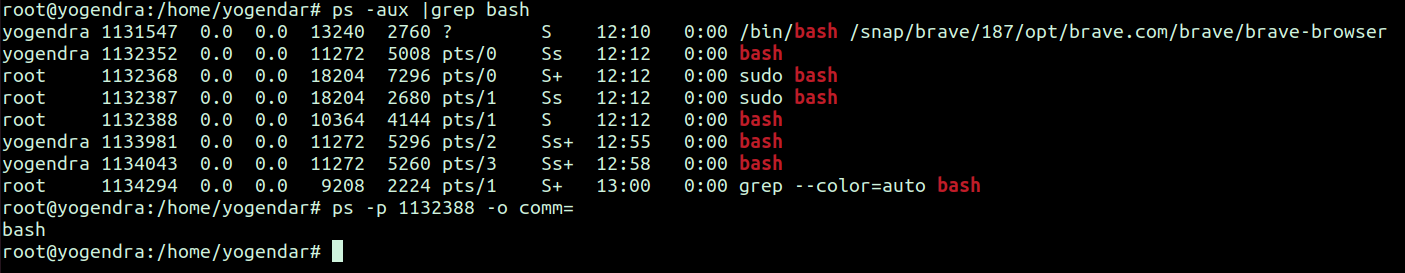 root@yogendra:/home/yogendar# ps -aux |grep bash
yogendra 1131547  0.0  0.0  13240  2760 ?        S    12:10   0:00 /bin/bash /snap/brave/187/opt/brave.com/brave/brave-browser
yogendra 1132352  0.0  0.0  11272  5008 pts/0    Ss   12:12   0:00 bash
root     1132368  0.0  0.0  18204  7296 pts/0    S+   12:12   0:00 sudo bash
root     1132387  0.0  0.0  18204  2680 pts/1    Ss   12:12   0:00 sudo bash
root     1132388  0.0  0.0  10364  4144 pts/1    S    12:12   0:00 bash
yogendra 1133981  0.0  0.0  11272  5296 pts/2    Ss+  12:55   0:00 bash
yogendra 1134043  0.0  0.0  11272  5260 pts/3    Ss+  12:58   0:00 bash
root     1134294  0.0  0.0   9208  2224 pts/1    S+   13:00   0:00 grep --color=auto bash
root@yogendra:/home/yogendar# ps -p 1132388 -o comm=
bash
root@yogendra:/home/yogendar#